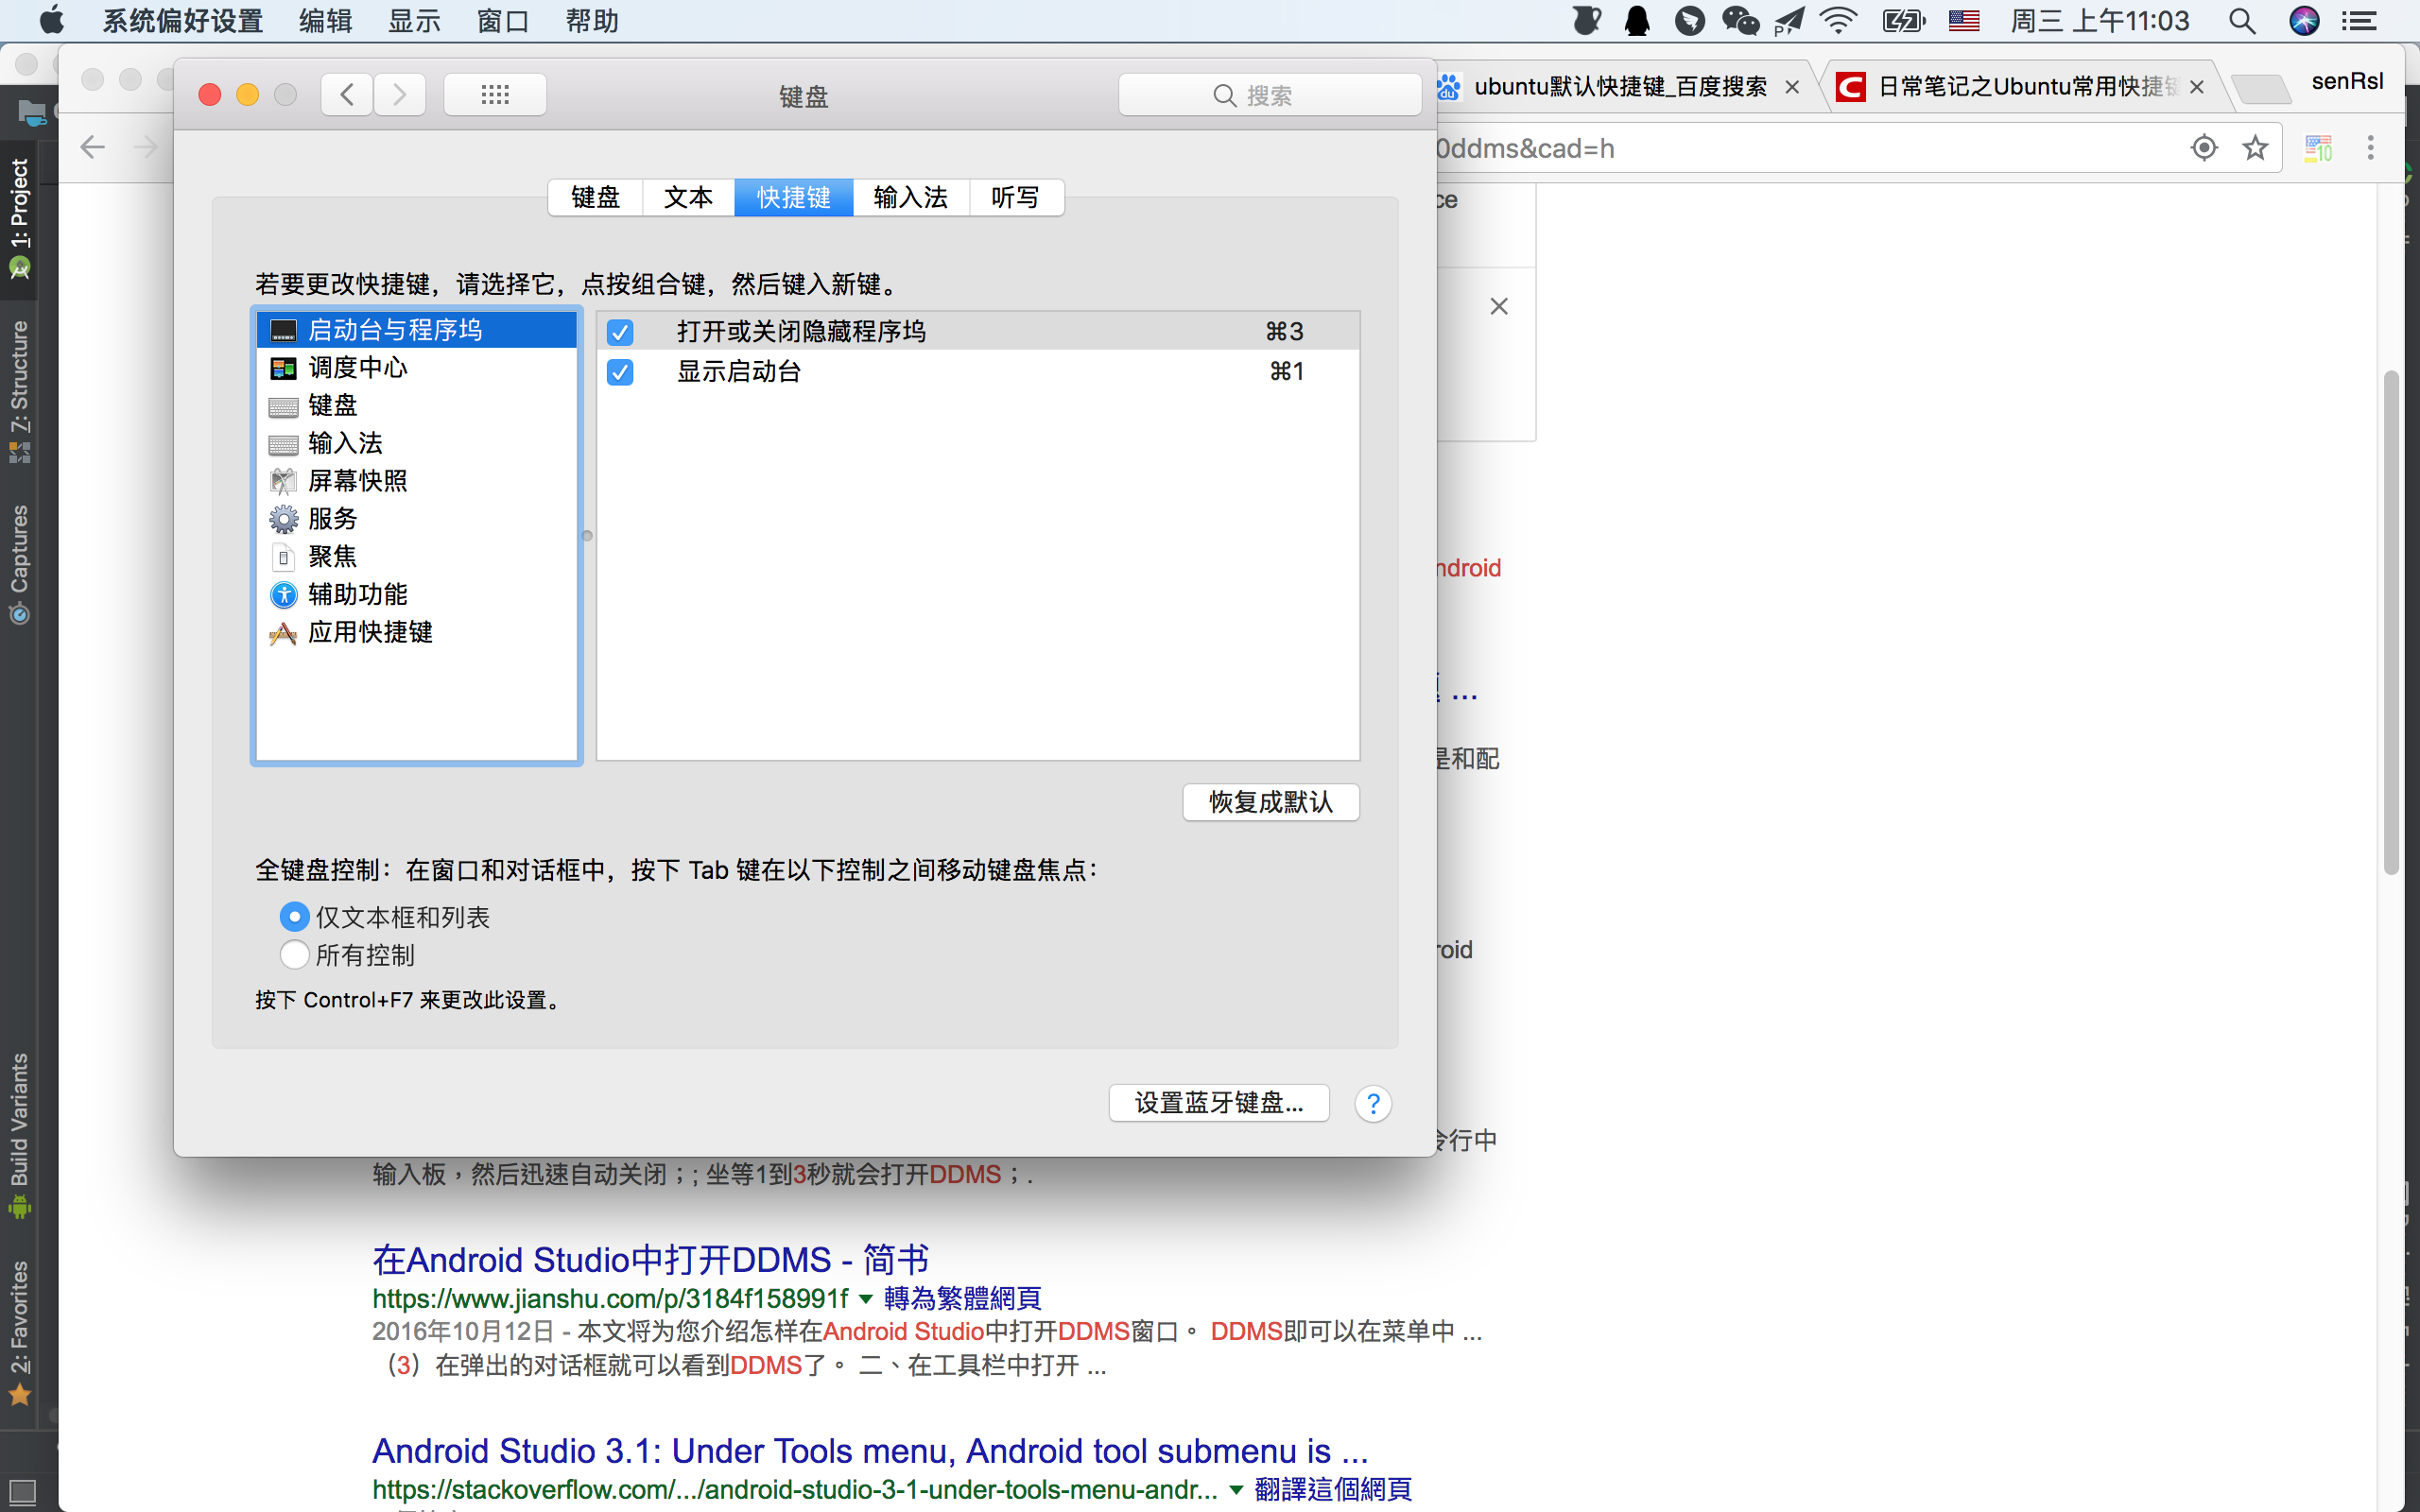 系统偏好设置 编辑 显示 窗口 帮助 周三 上午11:03
键盘 搜索
ubuntu默认快捷键_百度搜索 日常笔记之Ubuntu常用快捷键 senRsl
0ddms&cad=h
1: Project
7: Structure
Captures
Build Variants
2: Favorites
键盘 文本 快捷键 输入法 听写
若要更改快捷键，请选择它，点按组合键，然后键入新键。
启动台与程序坞
调度中心
键盘
输入法
屏幕快照
服务
聚焦
辅助功能
应用快捷键
打开或关闭隐藏程序坞 ⌘3
显示启动台 ⌘1
恢复成默认
全键盘控制：在窗口和对话框中，按下 Tab 键在以下控制之间移动键盘焦点：
仅文本框和列表
所有控制
按下 Control+F7 来更改此设置。
设置蓝牙键盘... ?
ce
ndroid
...
是和配
roid
令行中
输入板，然后迅速自动关闭；; 坐等1到3秒就会打开DDMS；.
在Android Studio中打开DDMS - 简书
https://www.jianshu.com/p/3184f158991f 轉為繁體網頁
2016年10月12日 - 本文将为您介绍怎样在Android Studio中打开DDMS窗口。 DDMS即可以在菜单中 ...
（3）在弹出的对话框就可以看到DDMS了。 二、在工具栏中打开 ...
Android Studio 3.1: Under Tools menu, Android tool submenu is ...
https://stackoverflow.com/.../android-studio-3-1-under-tools-menu-andr... 翻譯這個網頁